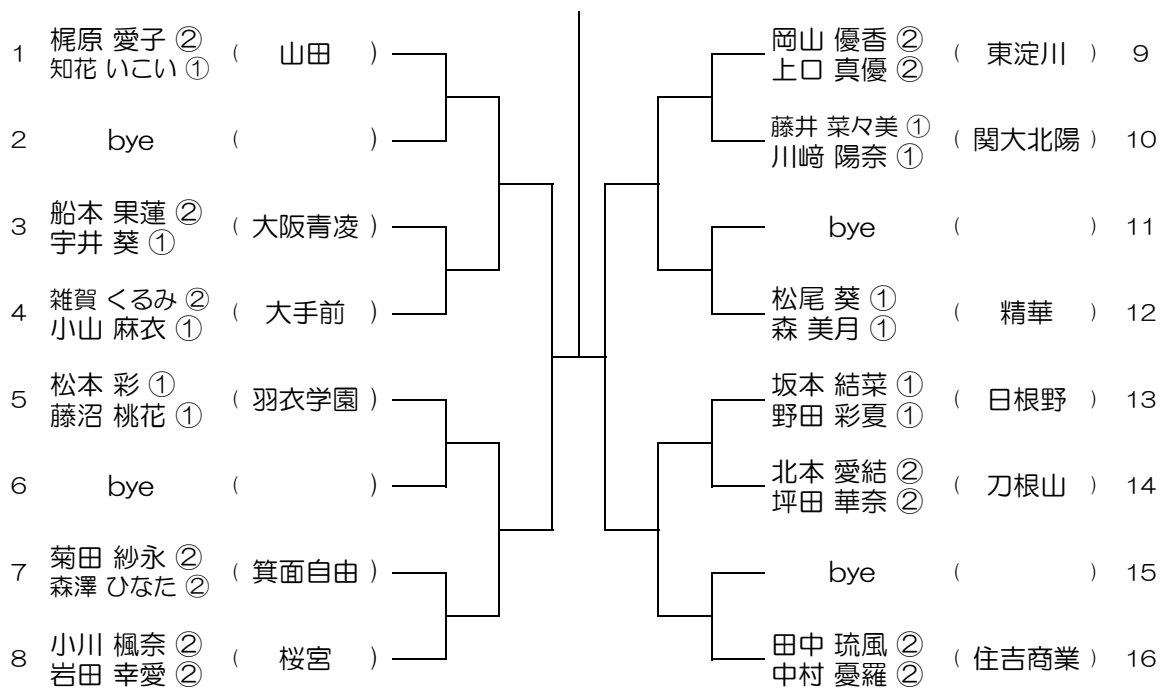 1 梶原 愛子 ② ( 山田 )
知花 いこい ①
2 bye ( )
3 船本 果蓮 ② ( 大阪青凌 )
宇井 葵 ①
4 雑賀 くるみ ② ( 大手前 )
小山 麻衣 ①
5 松本 彩 ① ( 羽衣学園 )
藤沼 桃花 ①
6 bye ( )
7 菊田 紗永 ② ( 箕面自由 )
森澤 ひなた ②
8 小川 楓奈 ② ( 桜宮 )
岩田 幸愛 ②
岡山 優香 ② ( 東淀川 ) 9
上口 真優 ②
藤井 菜々美 ① ( 関大北陽 ) 10
川﨑 陽奈 ①
bye ( ) 11
松尾 葵 ① ( 精華 ) 12
森 美月 ①
坂本 結菜 ① ( 日根野 ) 13
野田 彩夏 ①
北本 愛結 ② ( 刀根山 ) 14
坪田 華奈 ②
bye ( ) 15
田中 琉風 ② ( 住吉商業 ) 16
中村 憂羅 ②